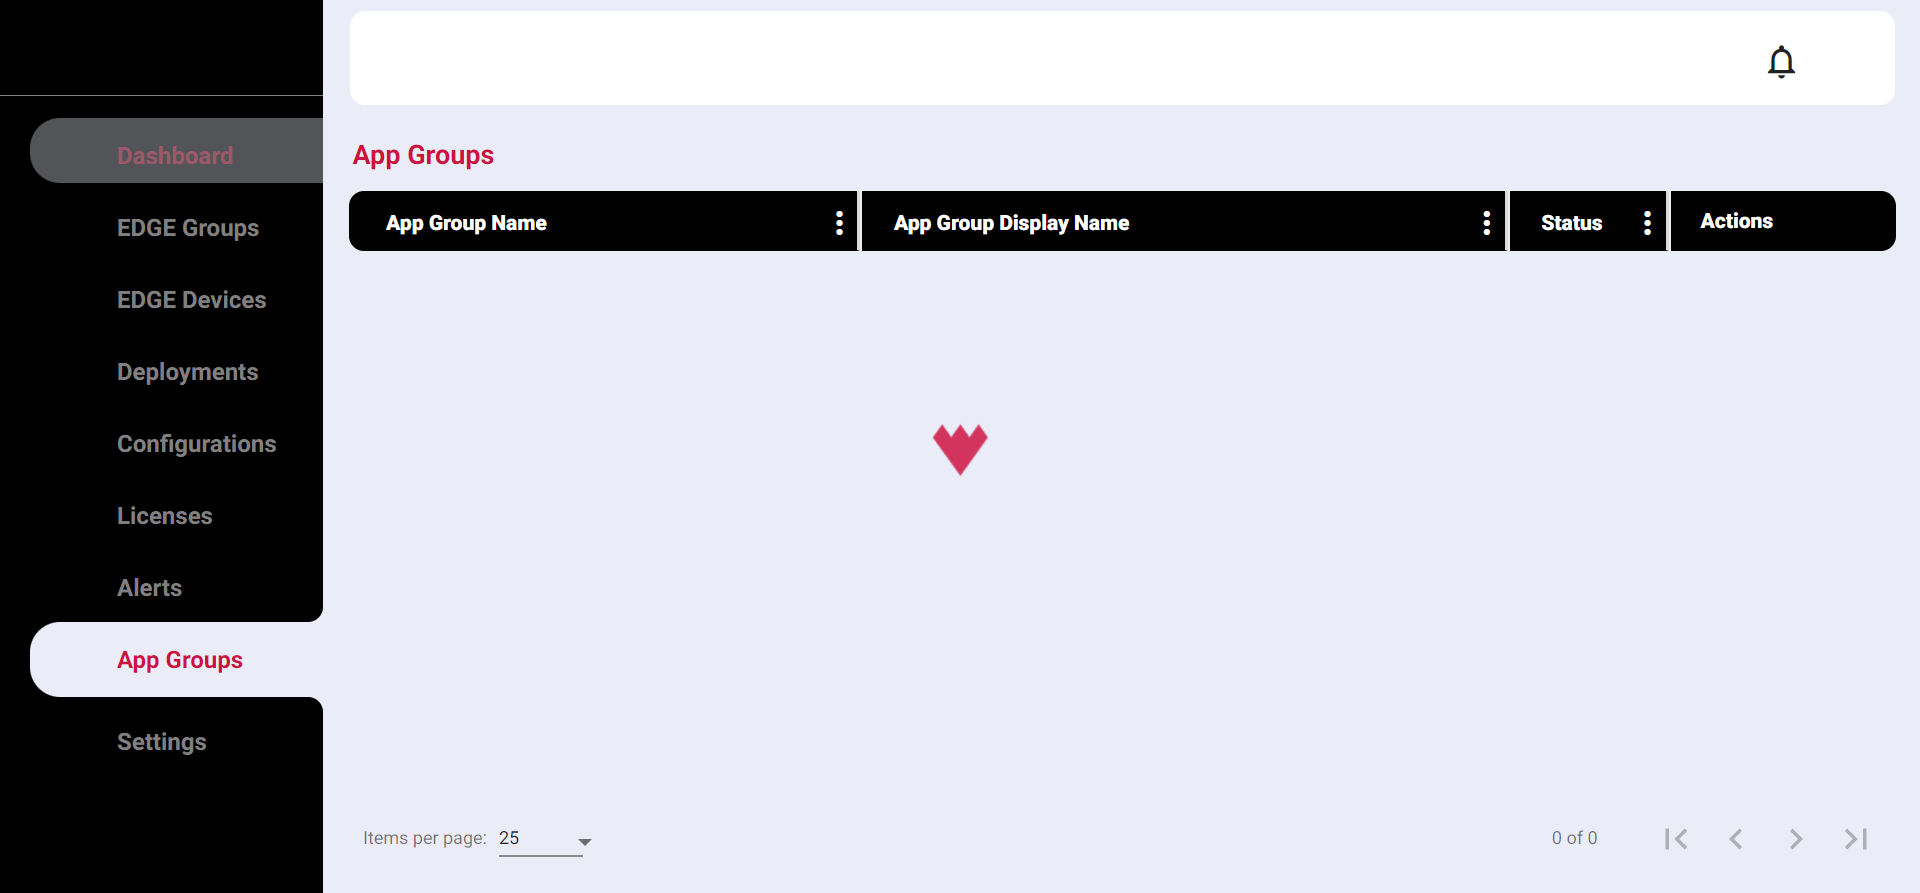 Dashboard
EDGE Groups
EDGE Devices
Deployments
Configurations
Licenses
Alerts
App Groups
Settings
App Groups
App Group Name
App Group Display Name
Status
Actions
Items per page: 25
0 of 0